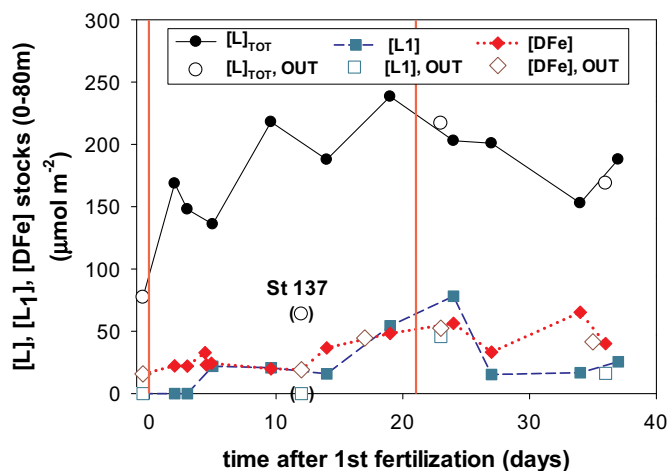 [L], [L1], [DFe] stocks (0-80m)
(µmol m-2)
300
250
200
150
100
50
0
[L]TOT [L1] [DFe]
[L]TOT, OUT [L1], OUT [DFe], OUT
St 137
( )
( )
0 10 20 30 40
time after 1st fertilization (days)